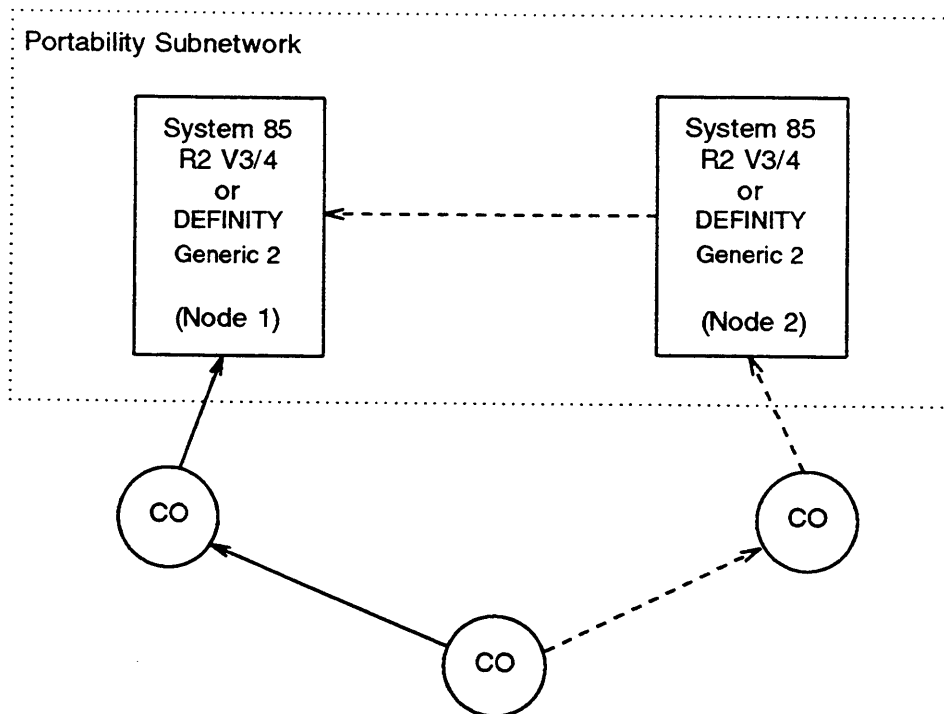 Portability Subnetwork
System 85
R2 V3/4
or
DEFINITY
Generic 2
(Node 1)
System 85
R2 V3/4
or
DEFINITY
Generic 2
(Node 2)
CO
CO
CO